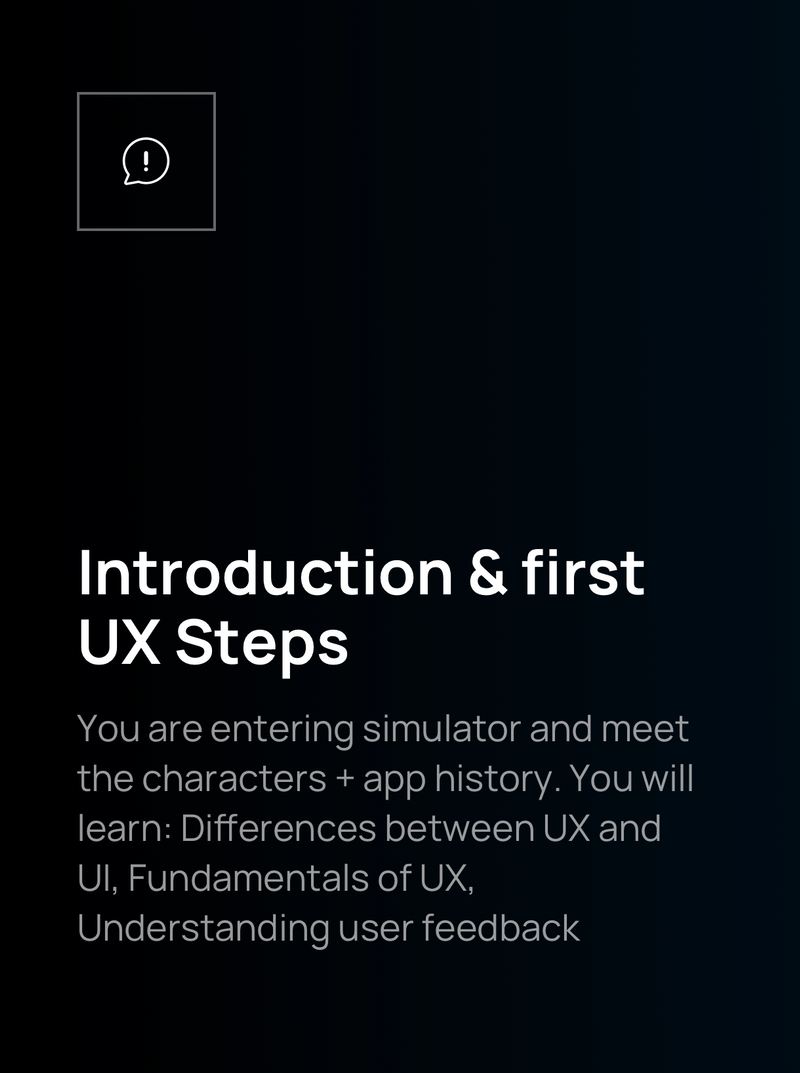 Introduction & first
UX Steps
You are entering simulator and meet
the characters + app history. You will
learn: Differences between UX and
UI, Fundamentals of UX,
Understanding user feedback